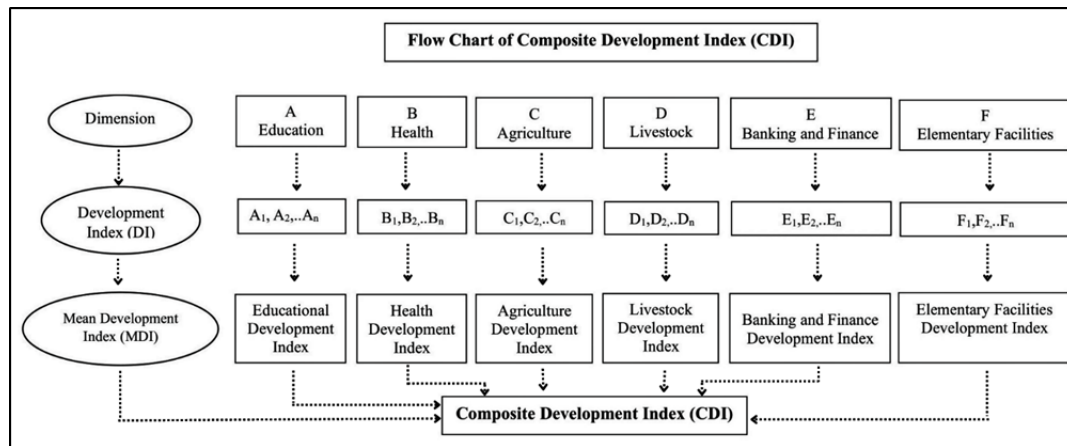 Flow Chart of Composite Development Index (CDI)
Dimension
A
Education
B
Health
C
Agriculture
D
Livestock
E
Banking and Finance
F
Elementary Facilities
Development
Index (DI)
A₁, A₂,..Aₙ
B₁,B₂,..Bₙ
C₁,C₂,..Cₙ
D₁,D₂,..Dₙ
E₁,E₂,..Eₙ
F₁,F₂,..Fₙ
Mean Development
Index (MDI)
Educational
Development
Index
Health
Development
Index
Agriculture
Development
Index
Livestock
Development
Index
Banking and Finance
Development Index
Elementary Facilities
Development Index
Composite Development Index (CDI)